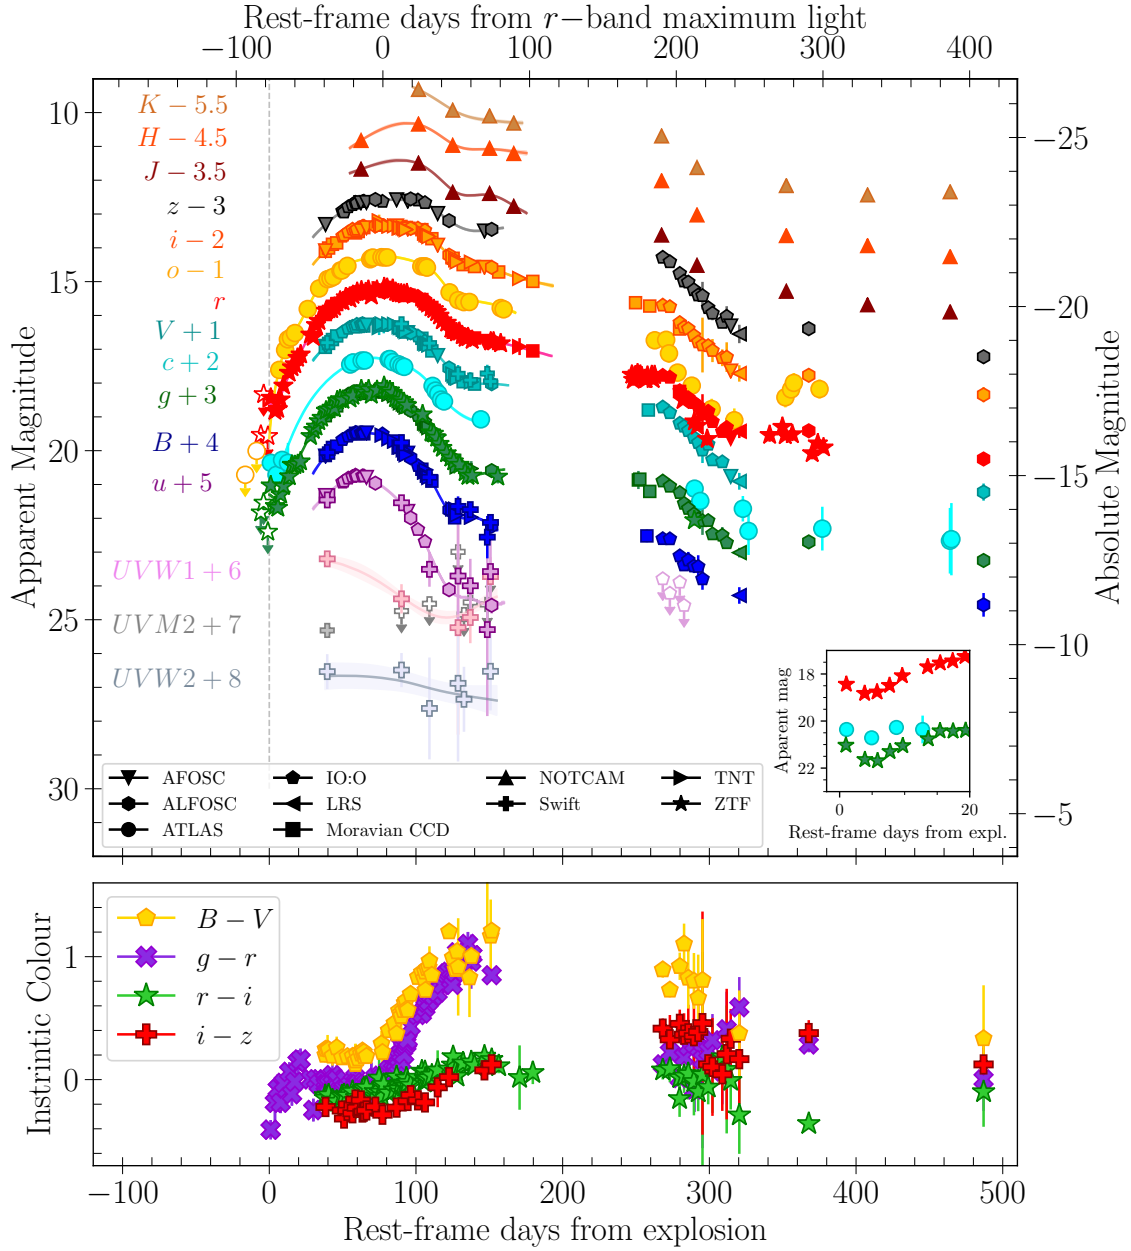 Rest-frame days from r−band maximum light
−100 0 100 200 300 400
Apparent Magnitude
10
15
20
25
30
Absolute Magnitude
−25
−20
−15
−10
−5
K − 5.5
H − 4.5
J − 3.5
z − 3
i − 2
o − 1
r
V + 1
c + 2
g + 3
B + 4
u + 5
UVW1 + 6
UVM2 + 7
UVW2 + 8
Aparent mag
18
20
22
0 20
Rest-frame days from expl.
AFOSC IO:O NOTCAM TNT
ALFOSC LRS Swift ZTF
ATLAS Moravian CCD
Instrintic Colour
1
0
B − V
g − r
r − i
i − z
−100 0 100 200 300 400 500
Rest-frame days from explosion